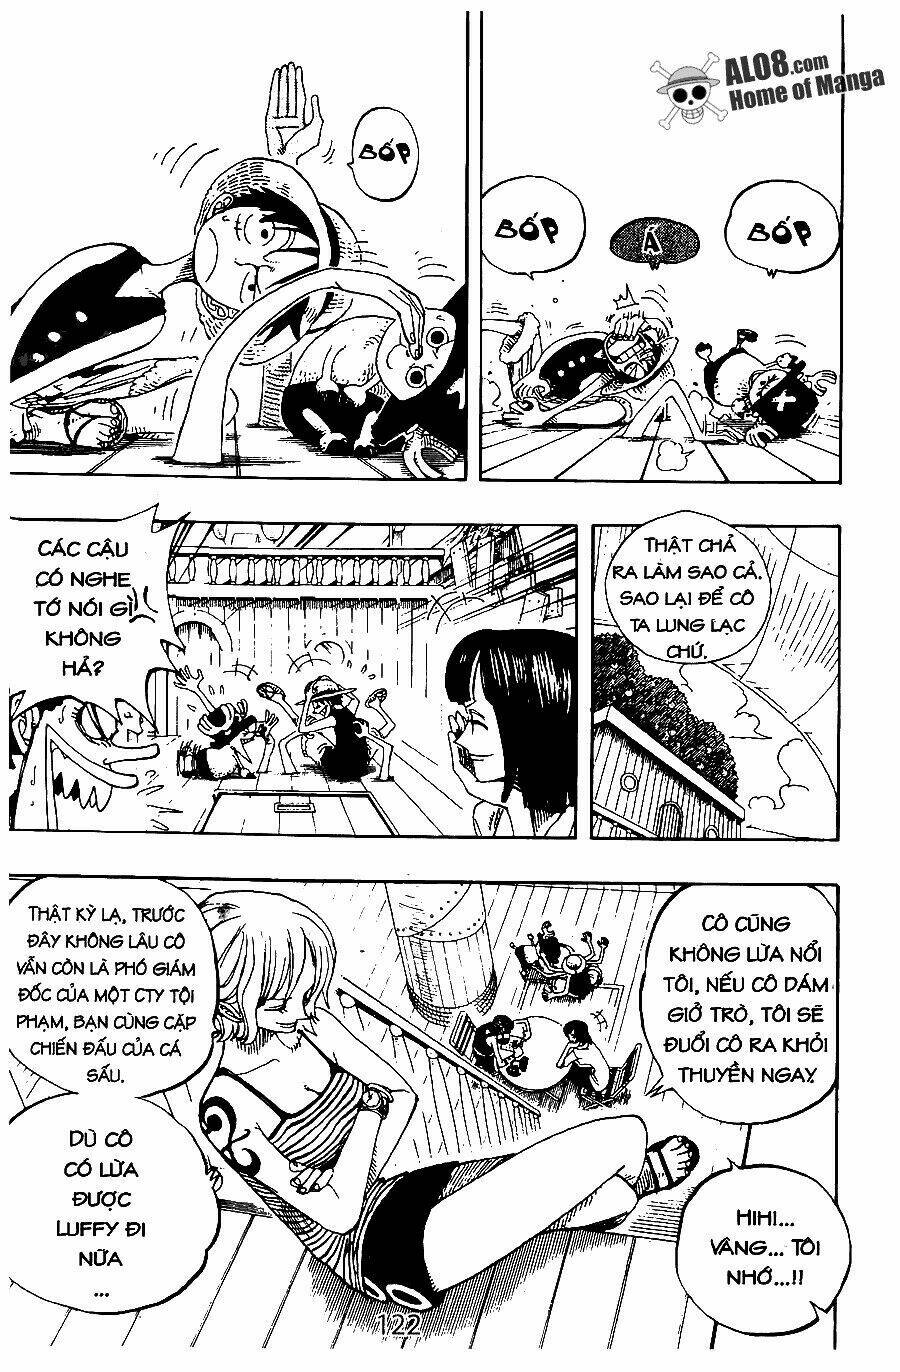 ALO8.com
Home of Manga
BỐP
BỐP
Á
BỐP
CÁC CẬU
CÓ NGHE
TỚ NÓI GÌ
KHÔNG
HẢ?
THẬT CHẢ
RA LÀM SAO CẢ.
SAO LẠI ĐỂ CÔ
TA LUNG LẠC
CHỨ.
THẬT KỲ LẠ, TRƯỚC
ĐÂY KHÔNG LÂU CÔ
VẪN CÒN LÀ PHÓ GIÁM
ĐỐC CỦA MỘT CTY TỘI
PHẠM, BẠN CÙNG CẶP
CHIẾN ĐẤU CỦA CÁ
SẤU.
DÙ CÔ
CÓ LỪA
ĐƯỢC
LUFFY ĐI
NỮA
...
CÔ CŨNG
KHÔNG LỪA NỔI
TÔI, NẾU CÔ DÁM
GIỞ TRÒ, TÔI SẼ
ĐUỔI CÔ RA KHỎI
THUYỀN NGAY.
HIHI...
VÂNG... TÔI
NHỚ...!!
122